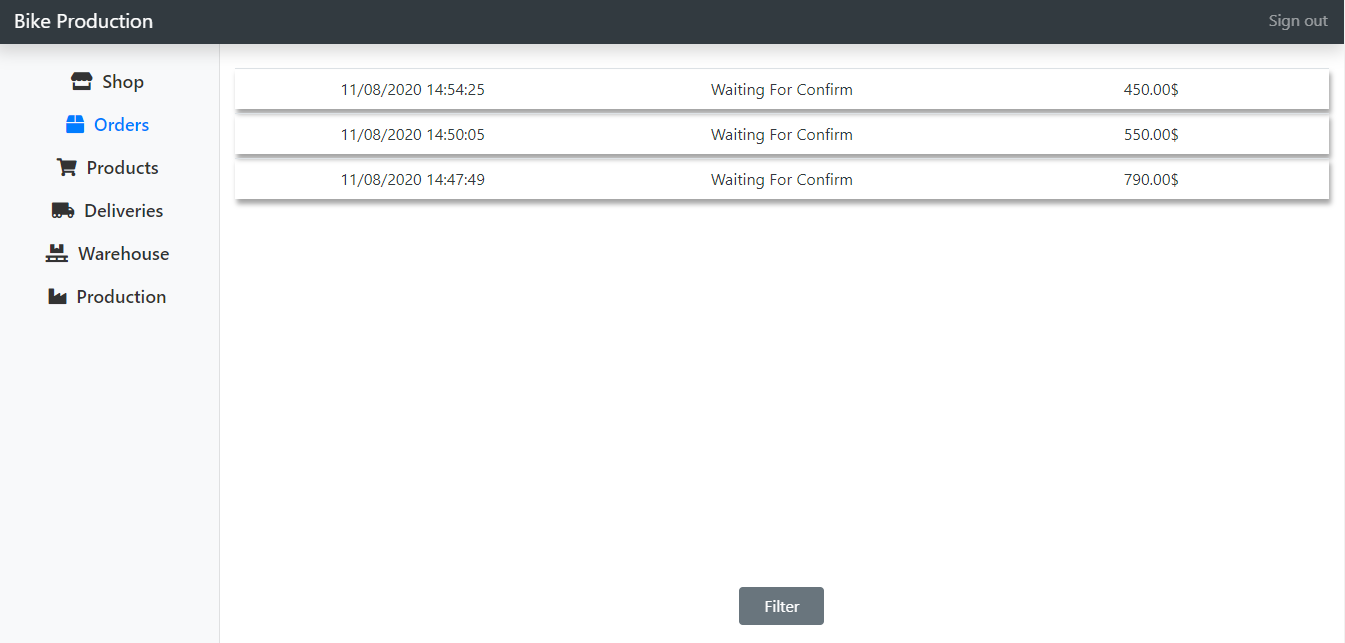 Bike Production Sign out
Shop
Orders
Products
Deliveries
Warehouse
Production
11/08/2020 14:54:25 Waiting For Confirm 450.00$
11/08/2020 14:50:05 Waiting For Confirm 550.00$
11/08/2020 14:47:49 Waiting For Confirm 790.00$
Filter